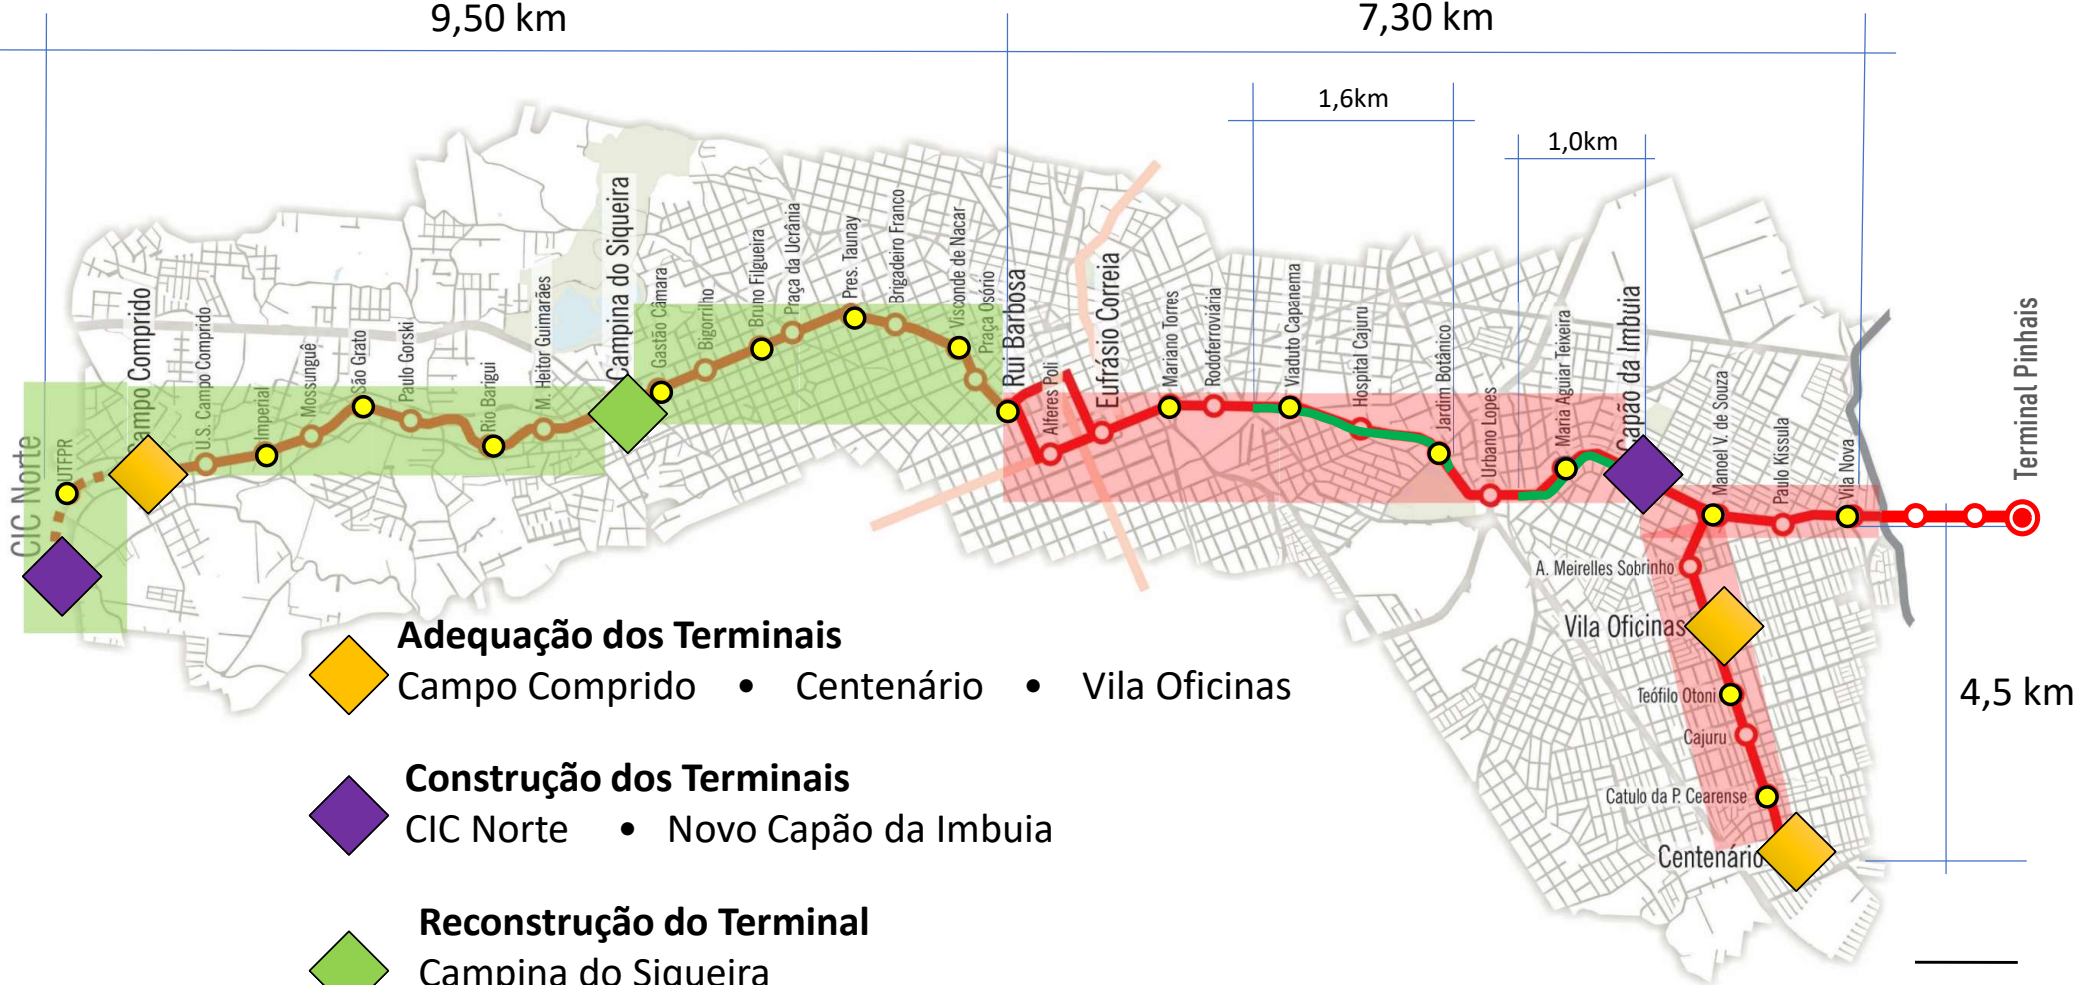 9,50 km
7,30 km
1,6km
1,0km
CIC Norte
UTFPR
Campo Comprido
U.S. Campo Comprido
Imperial
Mossunguê
São Grato
Paulo Gorski
Rio Barigui
M. Heitor Guimarães
Campina do Siqueira
Gastão Câmara
Bigorrilho
Bruno Filgueira
Praça da Ucrânia
Pres. Taunay
Brigadeiro Franco
Visconde de Nacar
Praça Osório
Rui Barbosa
Alferes Poli
Eufrásio Correia
Mariano Torres
Rodoferroviária
Viaduto Capanema
Hospital Cajuru
Jardim Botânico
Urbano Lopes
Maria Aguiar Teixeira
Capão da Imbuia
Manoel V. de Souza
Paulo Kissula
Vila Nova
Terminal Pinhais
A. Meirelles Sobrinho
Vila Oficinas
Teófilo Otoni
Cajuru
Catulo da P. Cearense
Centenário
4,5 km
Adequação dos Terminais
Campo Comprido • Centenário • Vila Oficinas
Construção dos Terminais
CIC Norte • Novo Capão da Imbuia
Reconstrução do Terminal
Campina do Siqueira